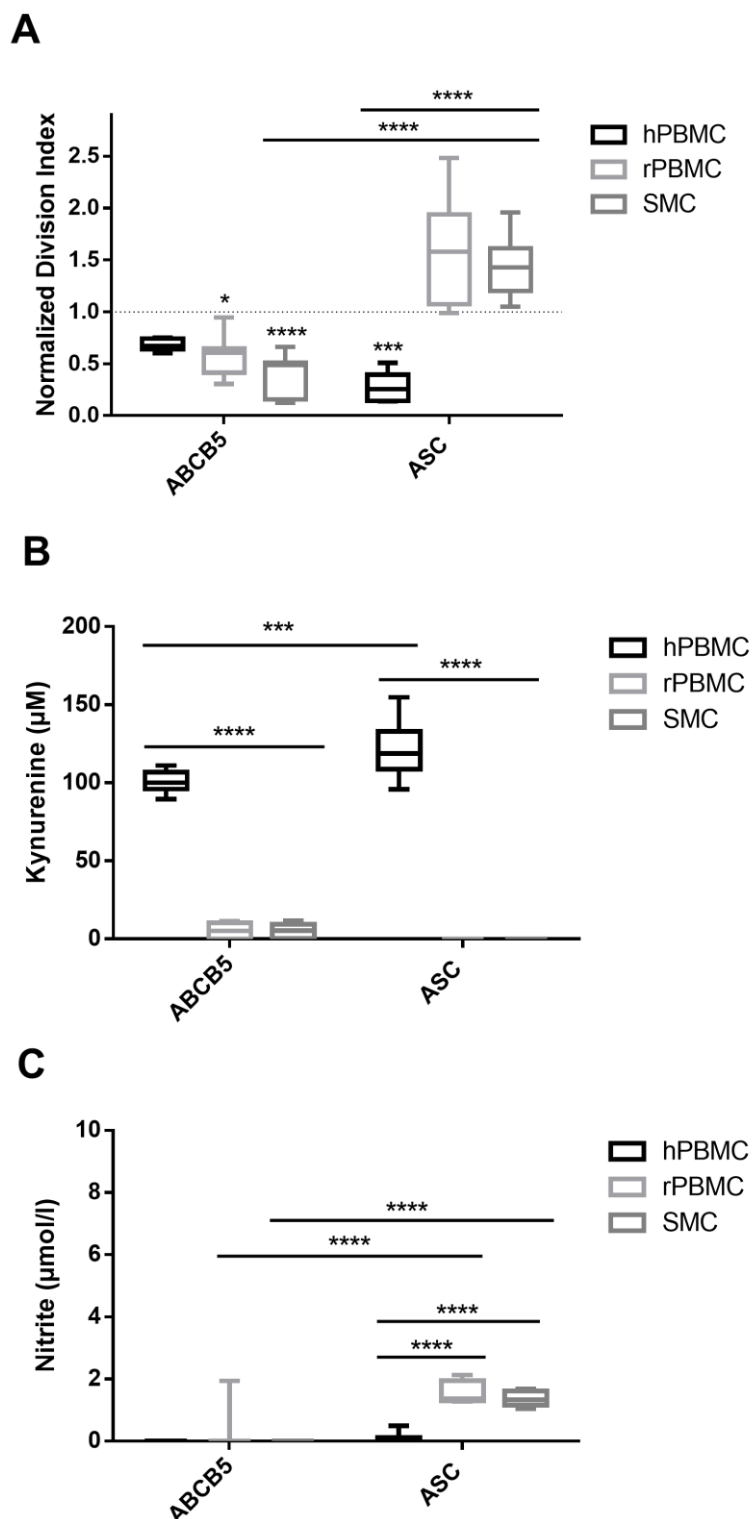 A
****
****
Normalized Division Index
2.5
2.0
1.5
1.0
0.5
0.0
*
****
***
ABCB5
ASC
hPBMC
rPBMC
SMC
B
Kynurenine (µM)
200
150
100
50
0
***
****
****
ABCB5
ASC
hPBMC
rPBMC
SMC
C
Nitrite (µmol/l)
10
8
6
4
2
0
****
****
****
****
ABCB5
ASC
hPBMC
rPBMC
SMC